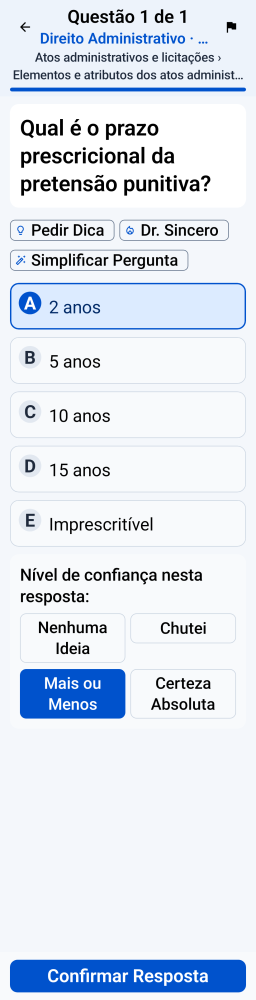 Questão 1 de 1
Direito Administrativo · ...
Atos administrativos e licitações ›
Elementos e atributos dos atos administ...
Qual é o prazo
prescricional da
pretensão punitiva?
Pedir Dica
Dr. Sincero
Simplificar Pergunta
A 2 anos
B 5 anos
C 10 anos
D 15 anos
E Imprescritível
Nível de confiança nesta
resposta:
Nenhuma
Ideia
Chutei
Mais ou
Menos
Certeza
Absoluta
Confirmar Resposta